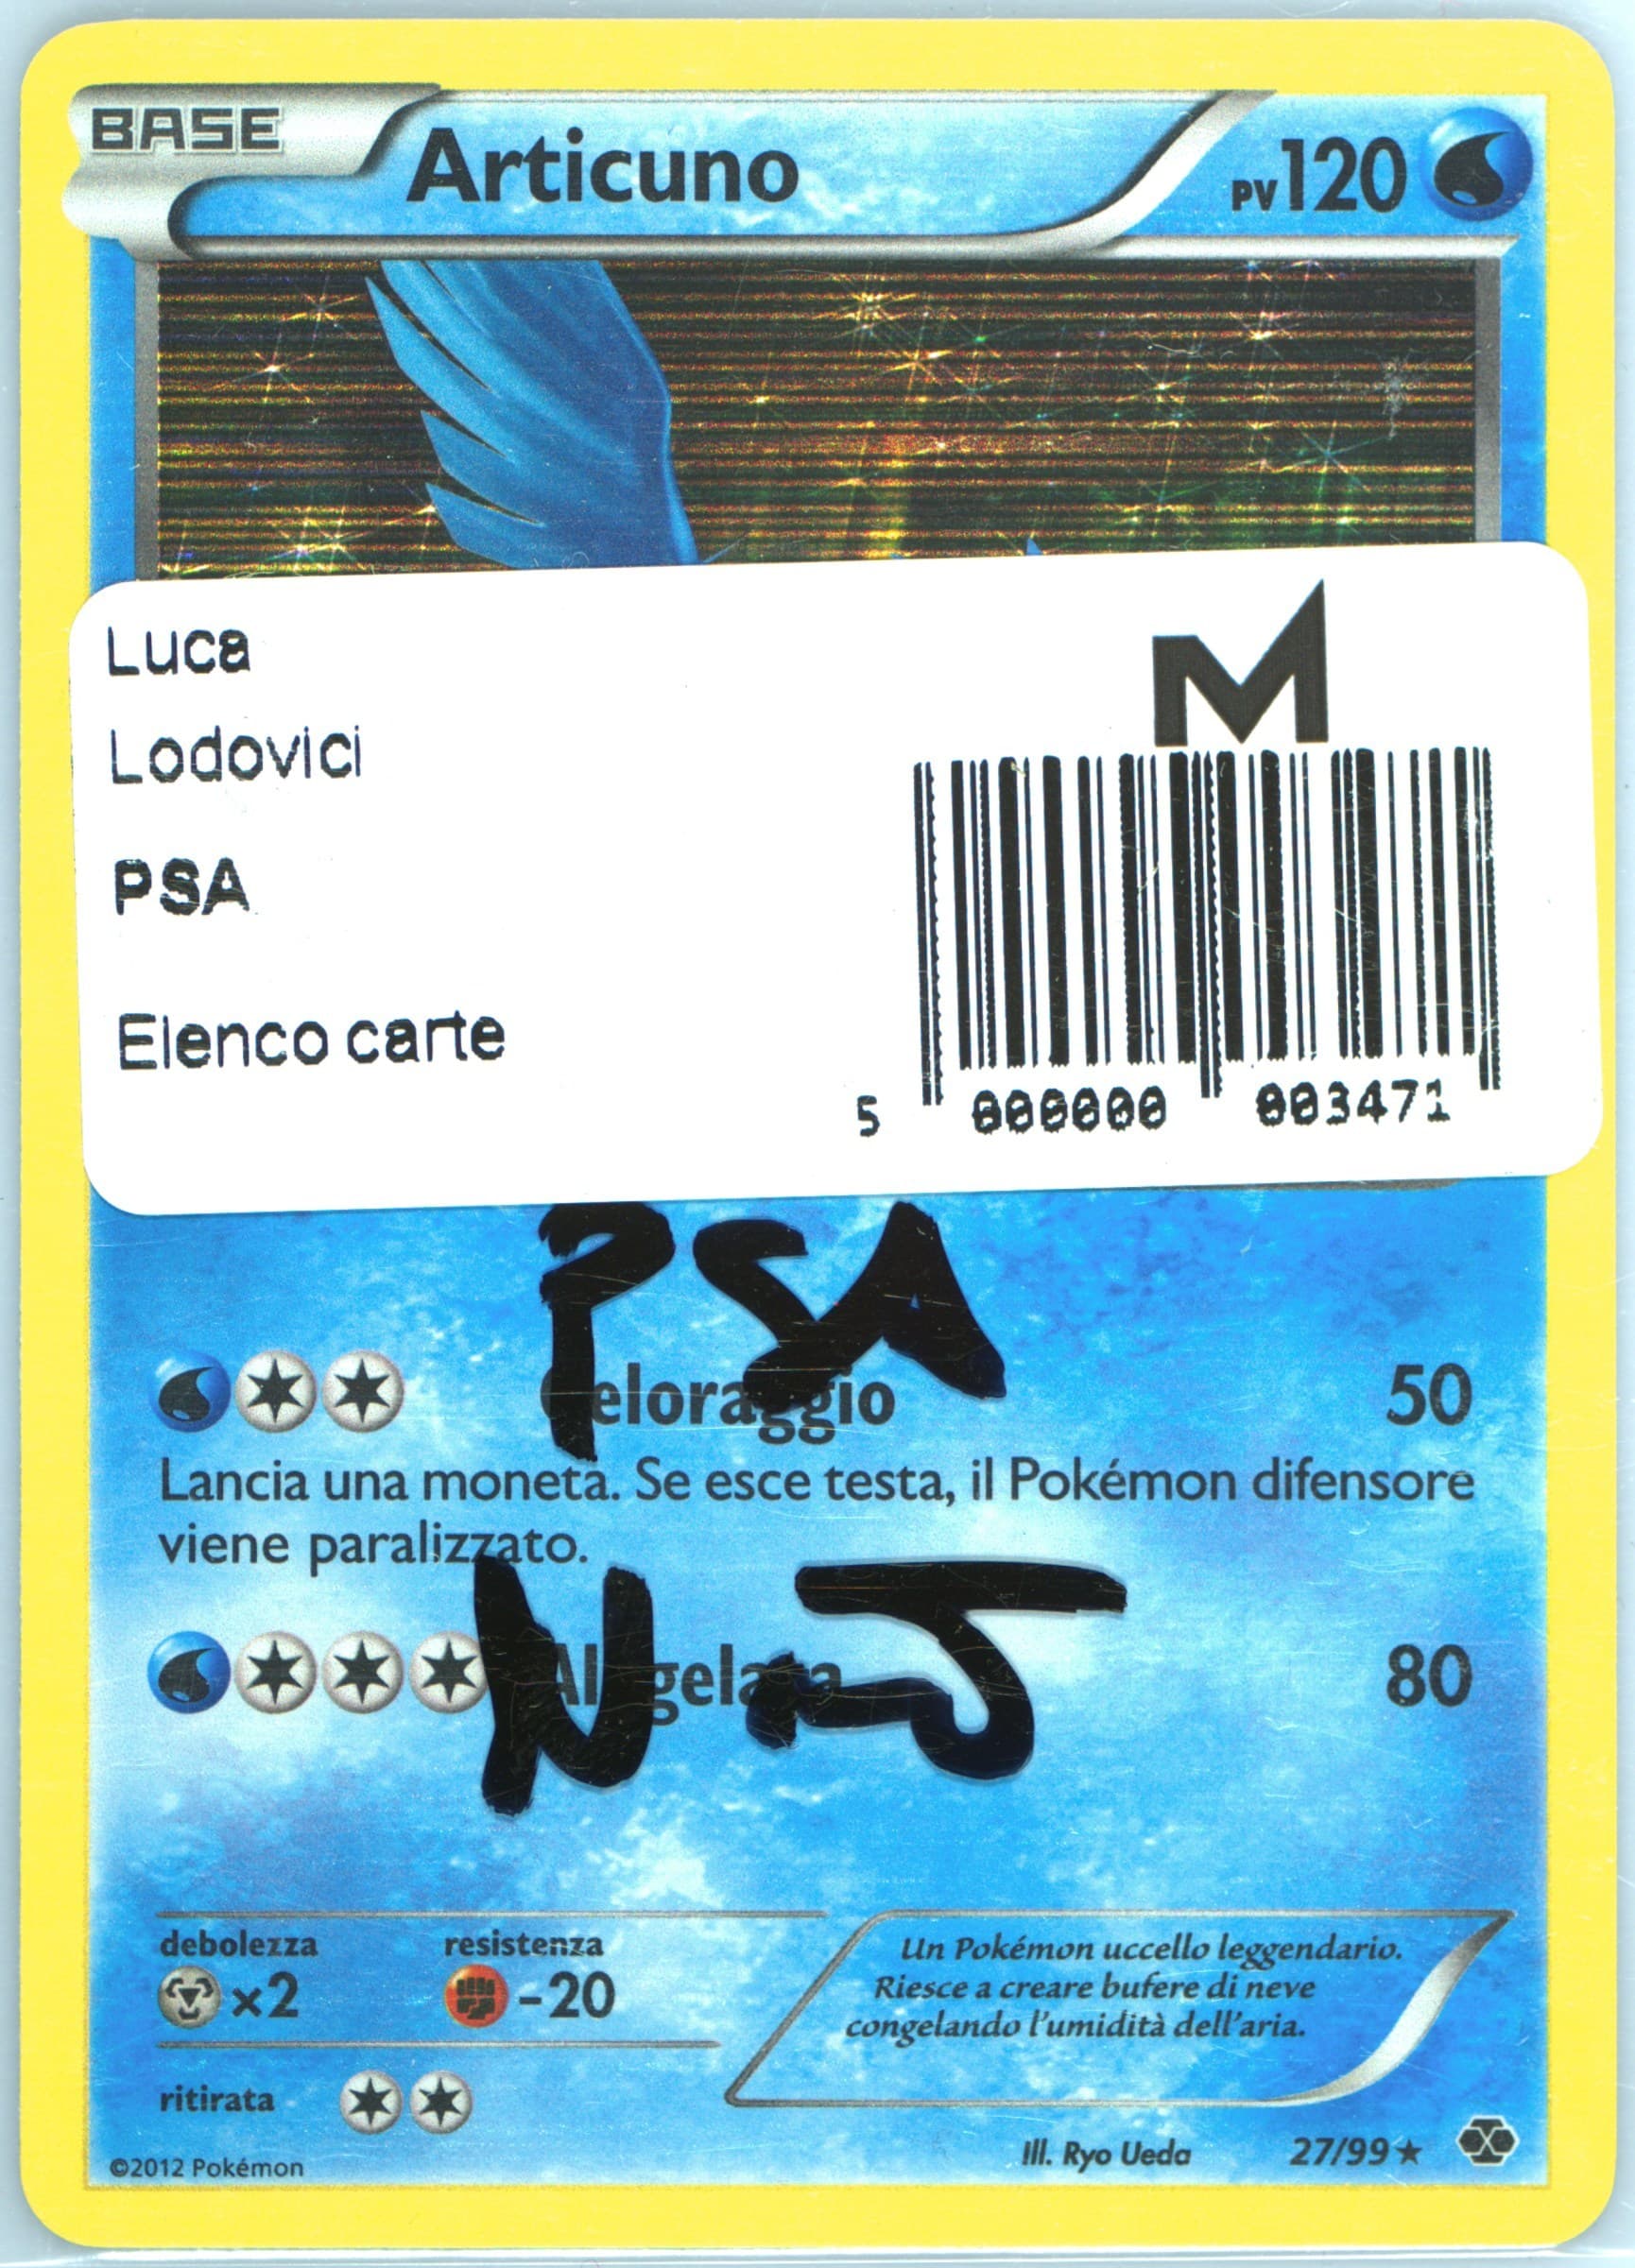 BASE
Articuno
PV120
Luca
Lodovici
PSA
Elenco carte
M
5 000000 003471
PSA
eloraggio 50
Lancia una moneta. Se esce testa, il Pokémon difensore
viene paralizzato.
80
debolezza resistenza
x2 -20
Un Pokémon uccello leggendario.
Riesce a creare bufere di neve
congelando l'umidità dell'aria.
ritirata
©2012 Pokémon
Ill. Ryo Ueda 27/99